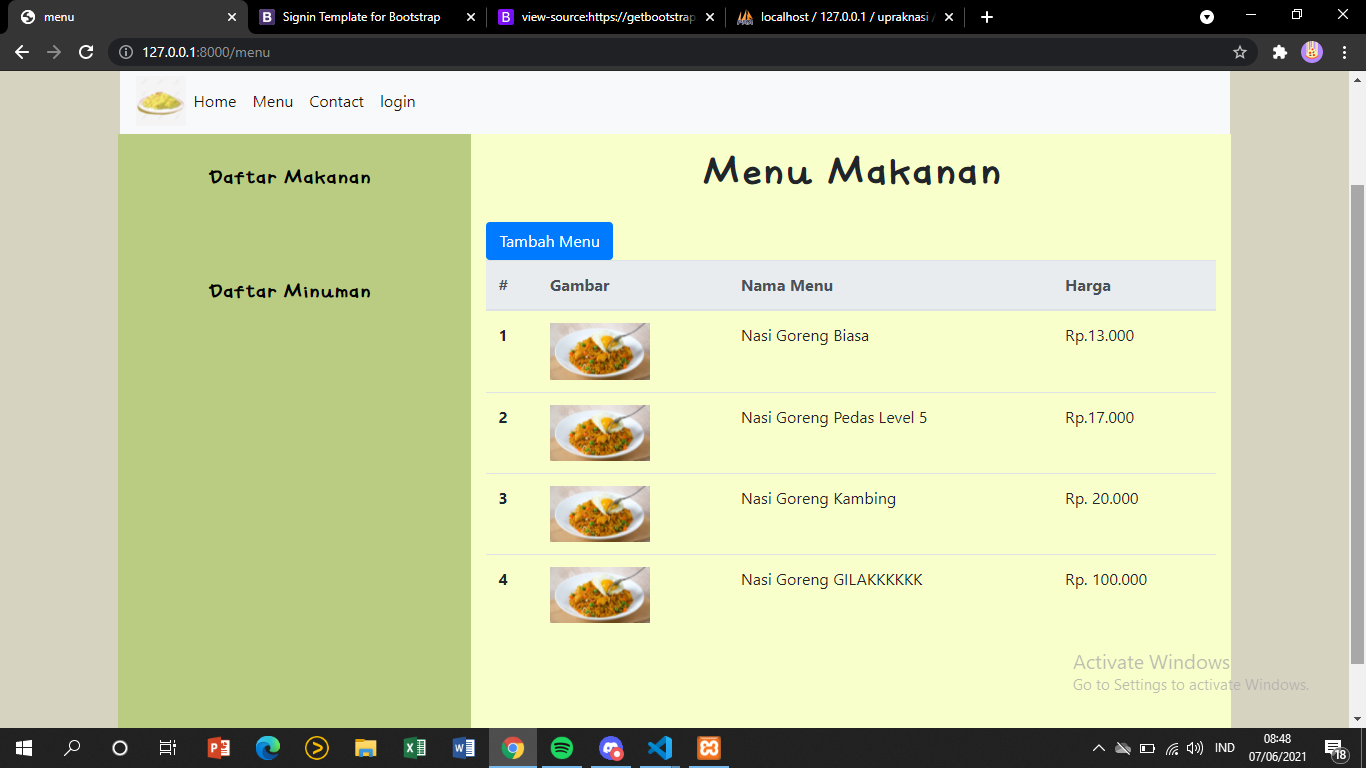 menu
Signin Template for Bootstrap
view-source:https://getbootstrap
localhost / 127.0.0.1 / upraknasi /
127.0.0.1:8000/menu
Home Menu Contact login
Daftar Makanan
Daftar Minuman
Menu Makanan
Tambah Menu
# Gambar Nama Menu Harga
1 Nasi Goreng Biasa Rp.13.000
2 Nasi Goreng Pedas Level 5 Rp.17.000
3 Nasi Goreng Kambing Rp. 20.000
4 Nasi Goreng GILAKKKKKK Rp. 100.000
Activate Windows
Go to Settings to activate Windows.
IND
08:48
07/06/2021
18